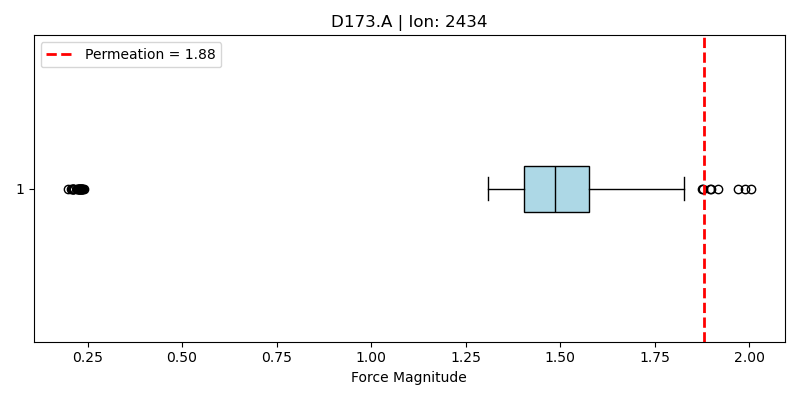 D173.A | Ion: 2434
Permeation = 1.88
1
0.25 0.50 0.75 1.00 1.25 1.50 1.75 2.00
Force Magnitude